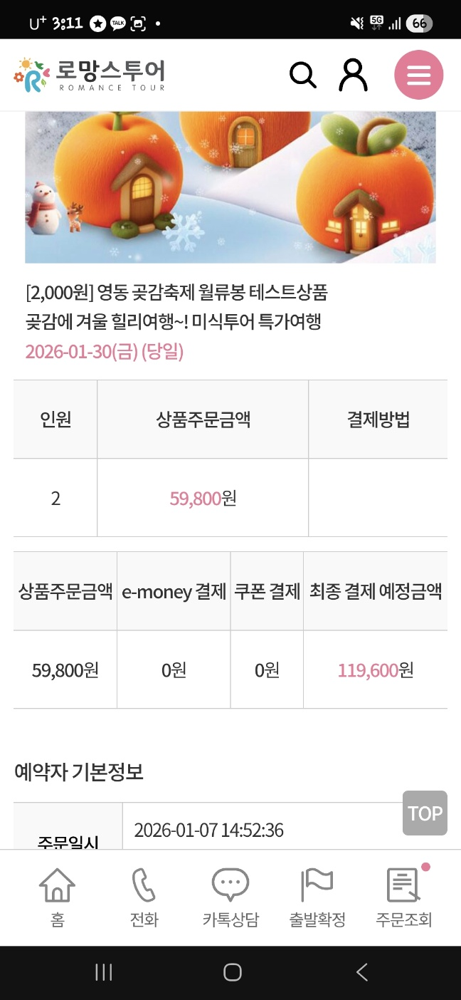 U+ 3:11 TALK 5G 66
로망스투어
ROMANCE TOUR
[2,000원] 영동 곶감축제 월류봉 테스트상품
곶감에 겨울 힐리여행~! 미식투어 특가여행
2026-01-30(금) (당일)
인원 상품주문금액 결제방법
2 59,800원
상품주문금액 e-money 결제 쿠폰 결제 최종 결제 예정금액
59,800원 0원 0원 119,600원
예약자 기본정보
TOP
2026-01-07 14:52:36
주문일시
홈 전화 카톡상담 출발확정 주문조회